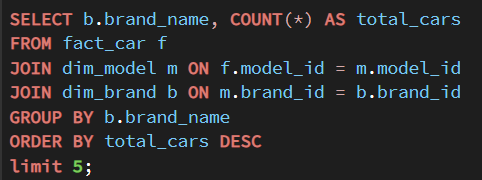 SELECT b.brand_name, COUNT(*) AS total_cars
FROM fact_car f
JOIN dim_model m ON f.model_id = m.model_id
JOIN dim_brand b ON m.brand_id = b.brand_id
GROUP BY b.brand_name
ORDER BY total_cars DESC
limit 5;